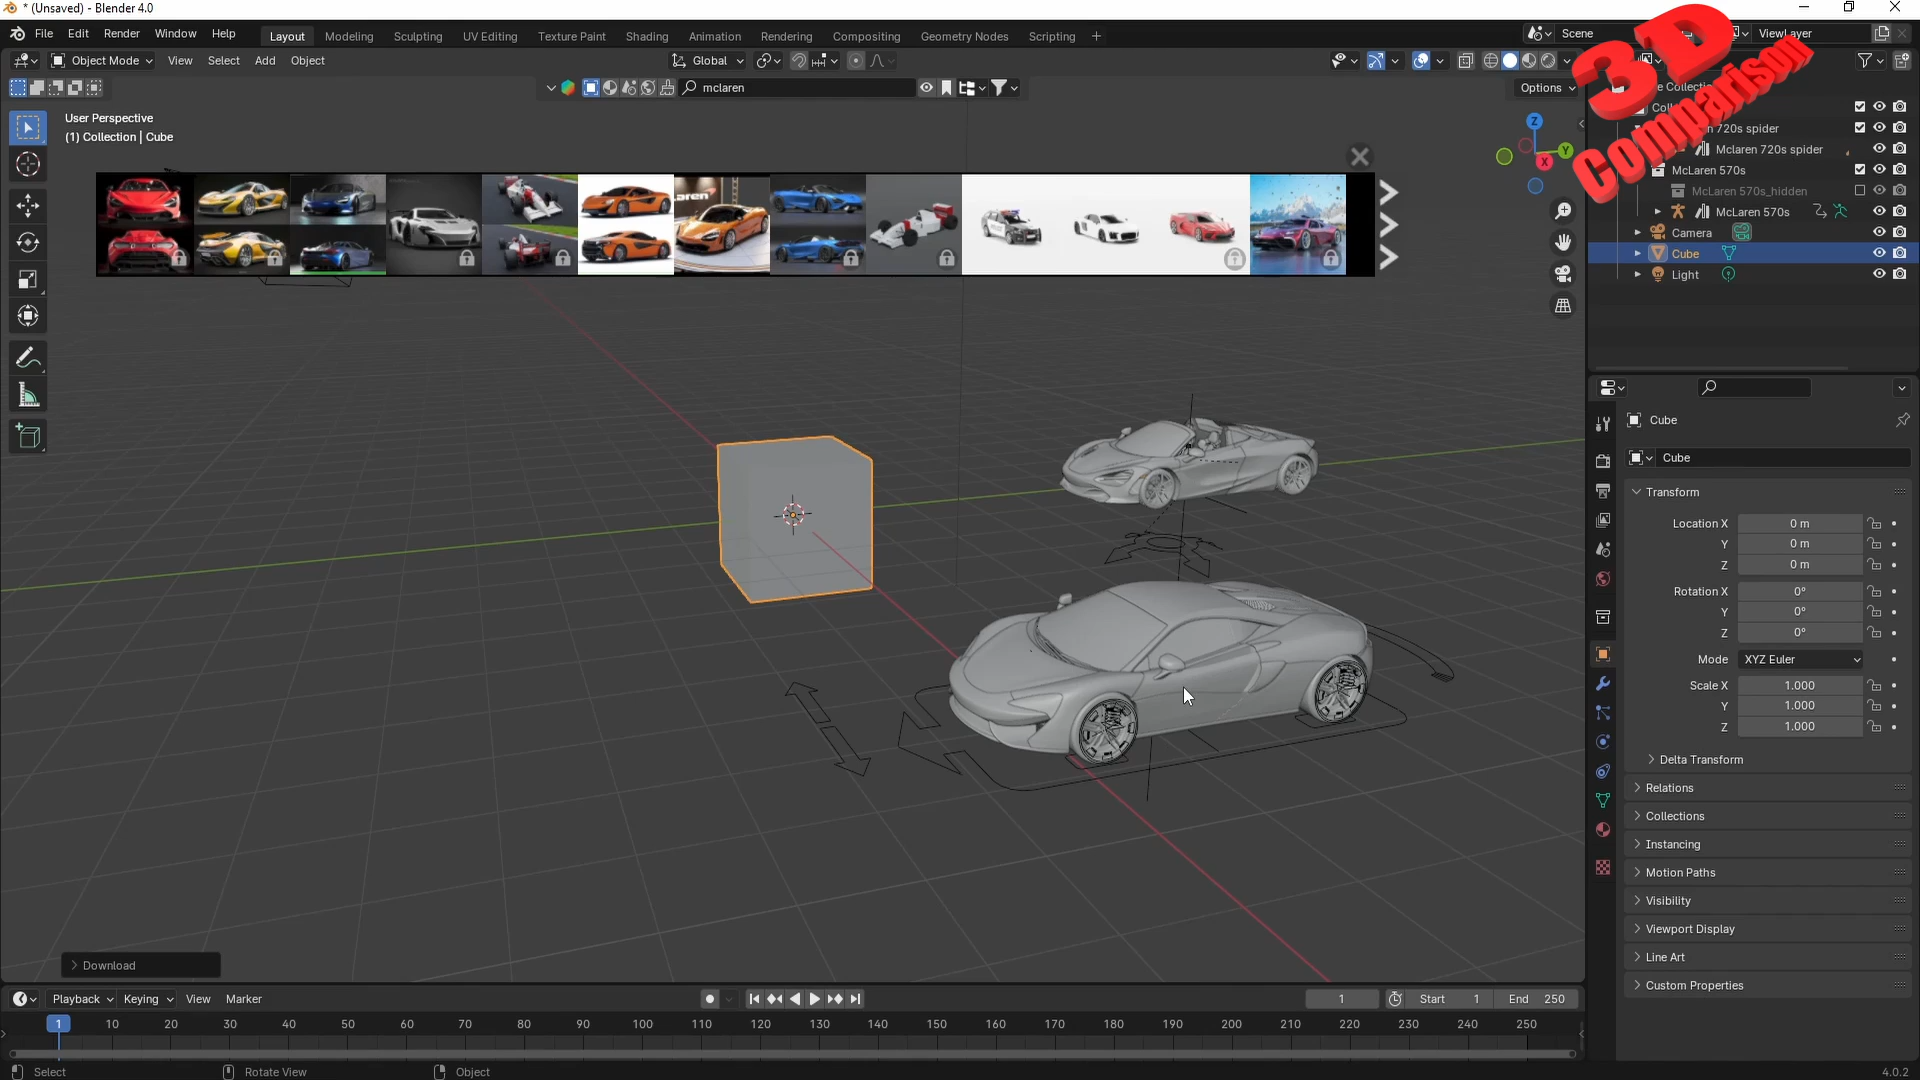 * (Unsaved) - Blender 4.0
File Edit Render Window Help
Layout Modeling Sculpting UV Editing Texture Paint Shading Animation Rendering Compositing Geometry Nodes Scripting +
Scene
ViewLayer
Object Mode View Select Add Object
Global
mclaren
Options
3D
Comparison
User Perspective
(1) Collection | Cube
Z
Y
X
720s spider
Mclaren 720s spider
McLaren 570s
McLaren 570s_hidden
McLaren 570s
Camera
Cube
Light
Cube
Cube
Transform
Location X 0 m
Y 0 m
Z 0 m
Rotation X 0°
Y 0°
Z 0°
Mode XYZ Euler
Scale X 1.000
Y 1.000
Z 1.000
Delta Transform
Relations
Collections
Instancing
Motion Paths
Visibility
Viewport Display
Line Art
Custom Properties
Download
Playback Keying View Marker
1 Start 1 End 250
1 10 20 30 40 50 60 70 80 90 100 110 120 130 140 150 160 170 180 190 200 210 220 230 240 250
Select Rotate View Object
4.0.2